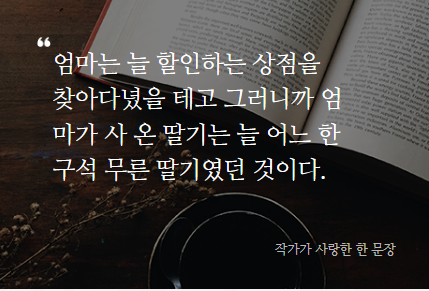 “
엄마는 늘 할인하는 상점을
찾아다녔을 테고 그러니까 엄
마가 사 온 딸기는 늘 어느 한
구석 무른 딸기였던 것이다.
작가가 사랑한 한 문장